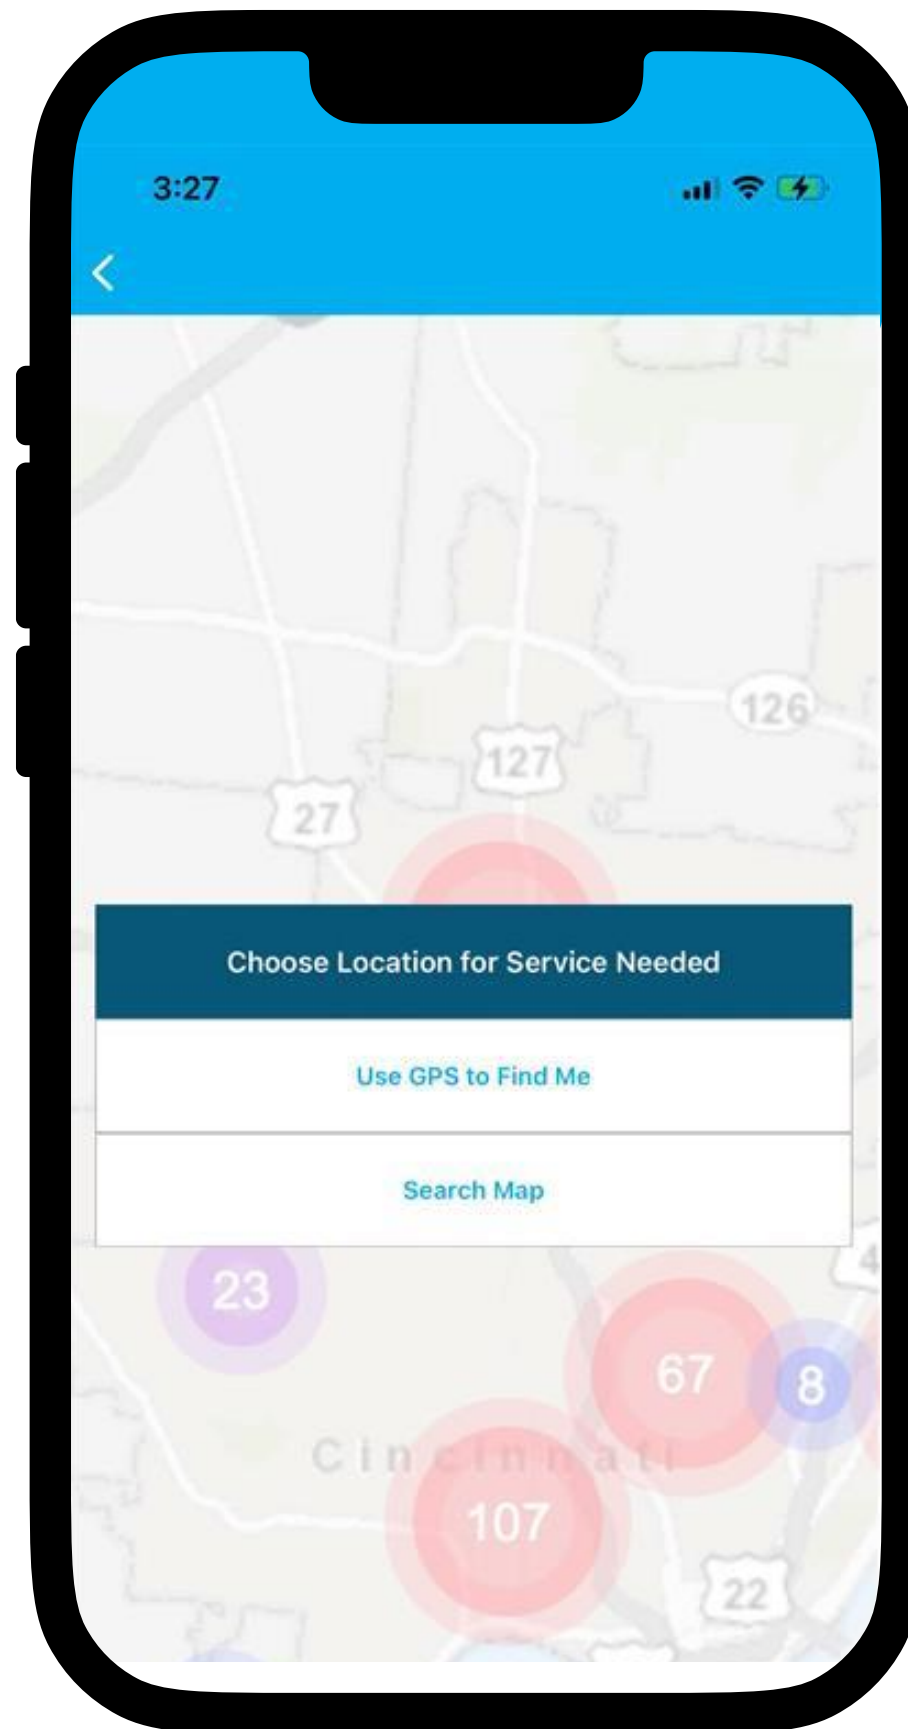 3:27
126
127
27
Choose Location for Service Needed
Use GPS to Find Me
Search Map
4
23
67
8
Cincinnati
107
22